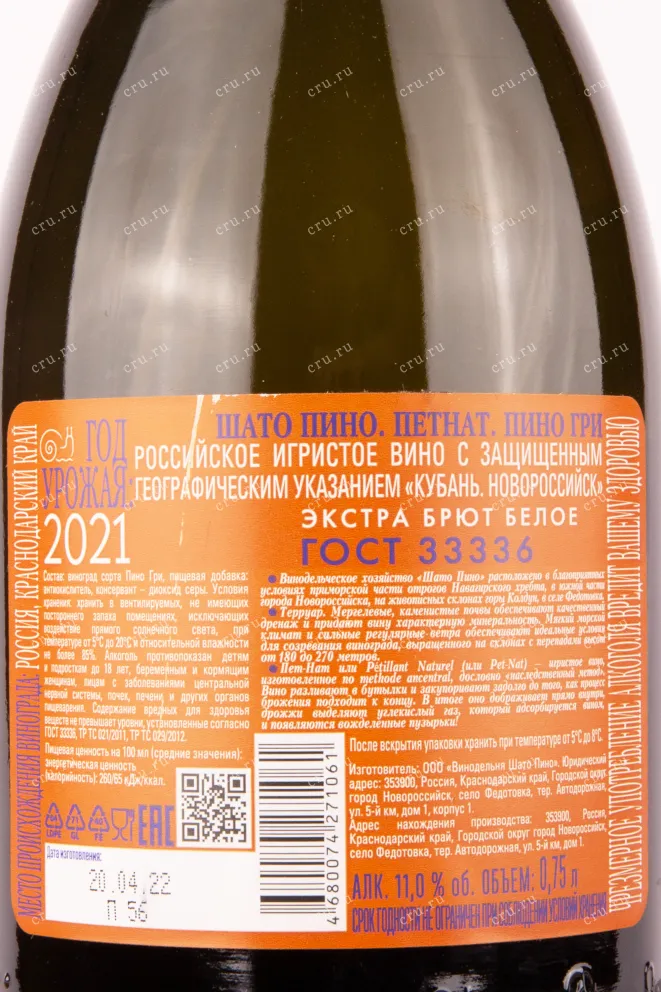 ШАТО ПИНО. ПЕТНАТ. ПИНО ГРИ
РОССИЙСКОЕ ИГРИСТОЕ ВИНО С ЗАЩИЩЕННЫМ
ГЕОГРАФИЧЕСКИМ УКАЗАНИЕМ «КУБАНЬ. НОВОРОССИЙСК»
ЭКСТРА БРЮТ БЕЛОЕ
ГОСТ 33336
ГОД
УРОЖАЯ:
2021
МЕСТО ПРОИСХОЖДЕНИЯ ВИНОГРАДА: РОССИЯ, КРАСНОДАРСКИЙ КРАЙ
Состав: виноград сорта Пино Гри, пищевая добавка:
антиокислитель, консервант – диоксид серы. Условия
хранения: хранить в вентилируемых, не имеющих
постороннего запаха помещениях, исключающих
воздействие прямого солнечного света, при
температуре от 5°C до 20°C и относительной влажности
не более 85%. Алкоголь противопоказан детям
и подросткам до 18 лет, беременным и кормящим
женщинам, лицам с заболеваниями центральной
нервной системы, почек, печени и других органов
пищеварения. Содержание вредных для здоровья
веществ не превышает уровни, установленные согласно
ГОСТ 33336, ТР ТС 021/2011, ТР ТС 029/2012.
Пищевая ценность на 100 мл (средние значения):
энергетическая ценность
(калорийность): 260/65 кДж/ккал.
LDPE
GL
FE
EAC
Дата изготовления:
20.04.22
П 56
• Винодельческое хозяйство «Шато Пино» расположено в благоприятных
условиях приморской части отрогов Навагирского хребта, в южной части
города Новороссийска, на живописных склонах горы Колдун, в селе Федотовка.
• Терруар. Мергелевые, каменистые почвы обеспечивают качественный
дренаж и придают вину характерную минеральность. Мягкий морской
климат и сильные регулярные ветра обеспечивают идеальные условия
для созревания винограда, выращенного на склонах с перепадами высот
от 180 до 270 метров.
• Пет-Нат или Pétillant Naturel (или Pet-Nat) – игристое вино,
изготовленное по methode ancentral, дословно «наследственный метод».
Вино разливают в бутылки и закупоривают задолго до того, как процесс
брожения подходит к концу. В итоге оно дображивает прямо внутри,
дрожжи выделяют углекислый газ, который адсорбируется вином,
и появляются вожделенные пузырьки!
После вскрытия упаковки хранить при температуре от 5°C до 8°C.
Изготовитель: ООО «Винодельня Шато Пино». Юридический
адрес: 353900, Россия, Краснодарский край, Городской округ
город Новороссийск, село Федотовка, тер. Автодорожная,
ул. 5-й км, дом 1, корпус 1.
Адрес места нахождения производства: 353900, Россия,
Краснодарский край, Городской округ город Новороссийск,
село Федотовка, тер. Автодорожная, ул. 5-й км, дом 1.
4680074271061
АЛК. 11,0 % об. ОБЪЕМ: 0,75 л
СРОК ГОДНОСТИ НЕ ОГРАНИЧЕН ПРИ СОБЛЮДЕНИИ УСЛОВИЙ ХРАНЕНИЯ
ЧРЕЗМЕРНОЕ УПОТРЕБЛЕНИЕ АЛКОГОЛЯ ВРЕДИТ ВАШЕМУ ЗДОРОВЬЮ
cru.ru